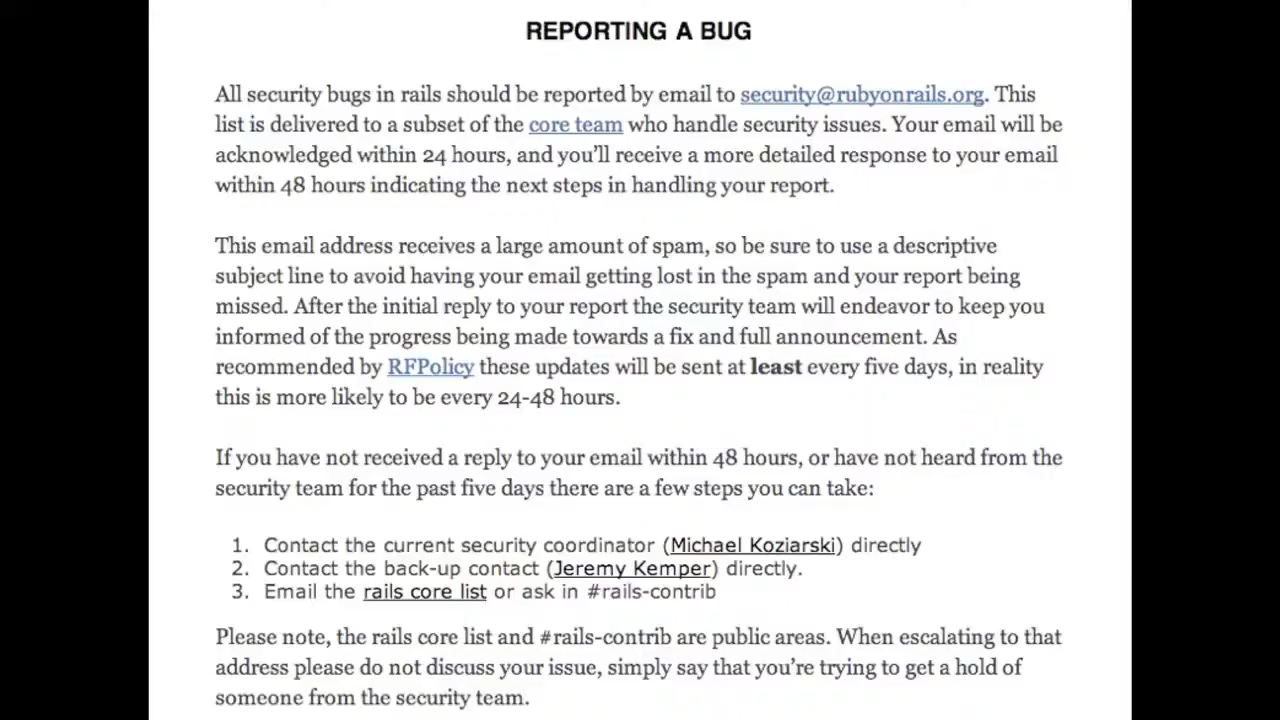 REPORTING A BUG
All security bugs in rails should be reported by email to security@rubyonrails.org. This
list is delivered to a subset of the core team who handle security issues. Your email will be
acknowledged within 24 hours, and you'll receive a more detailed response to your email
within 48 hours indicating the next steps in handling your report.
This email address receives a large amount of spam, so be sure to use a descriptive
subject line to avoid having your email getting lost in the spam and your report being
missed. After the initial reply to your report the security team will endeavor to keep you
informed of the progress being made towards a fix and full announcement. As
recommended by RFPolicy these updates will be sent at least every five days, in reality
this is more likely to be every 24-48 hours.
If you have not received a reply to your email within 48 hours, or have not heard from the
security team for the past five days there are a few steps you can take:
1. Contact the current security coordinator (Michael Koziarski) directly
2. Contact the back-up contact (Jeremy Kemper) directly.
3. Email the rails core list or ask in #rails-contrib
Please note, the rails core list and #rails-contrib are public areas. When escalating to that
address please do not discuss your issue, simply say that you're trying to get a hold of
someone from the security team.